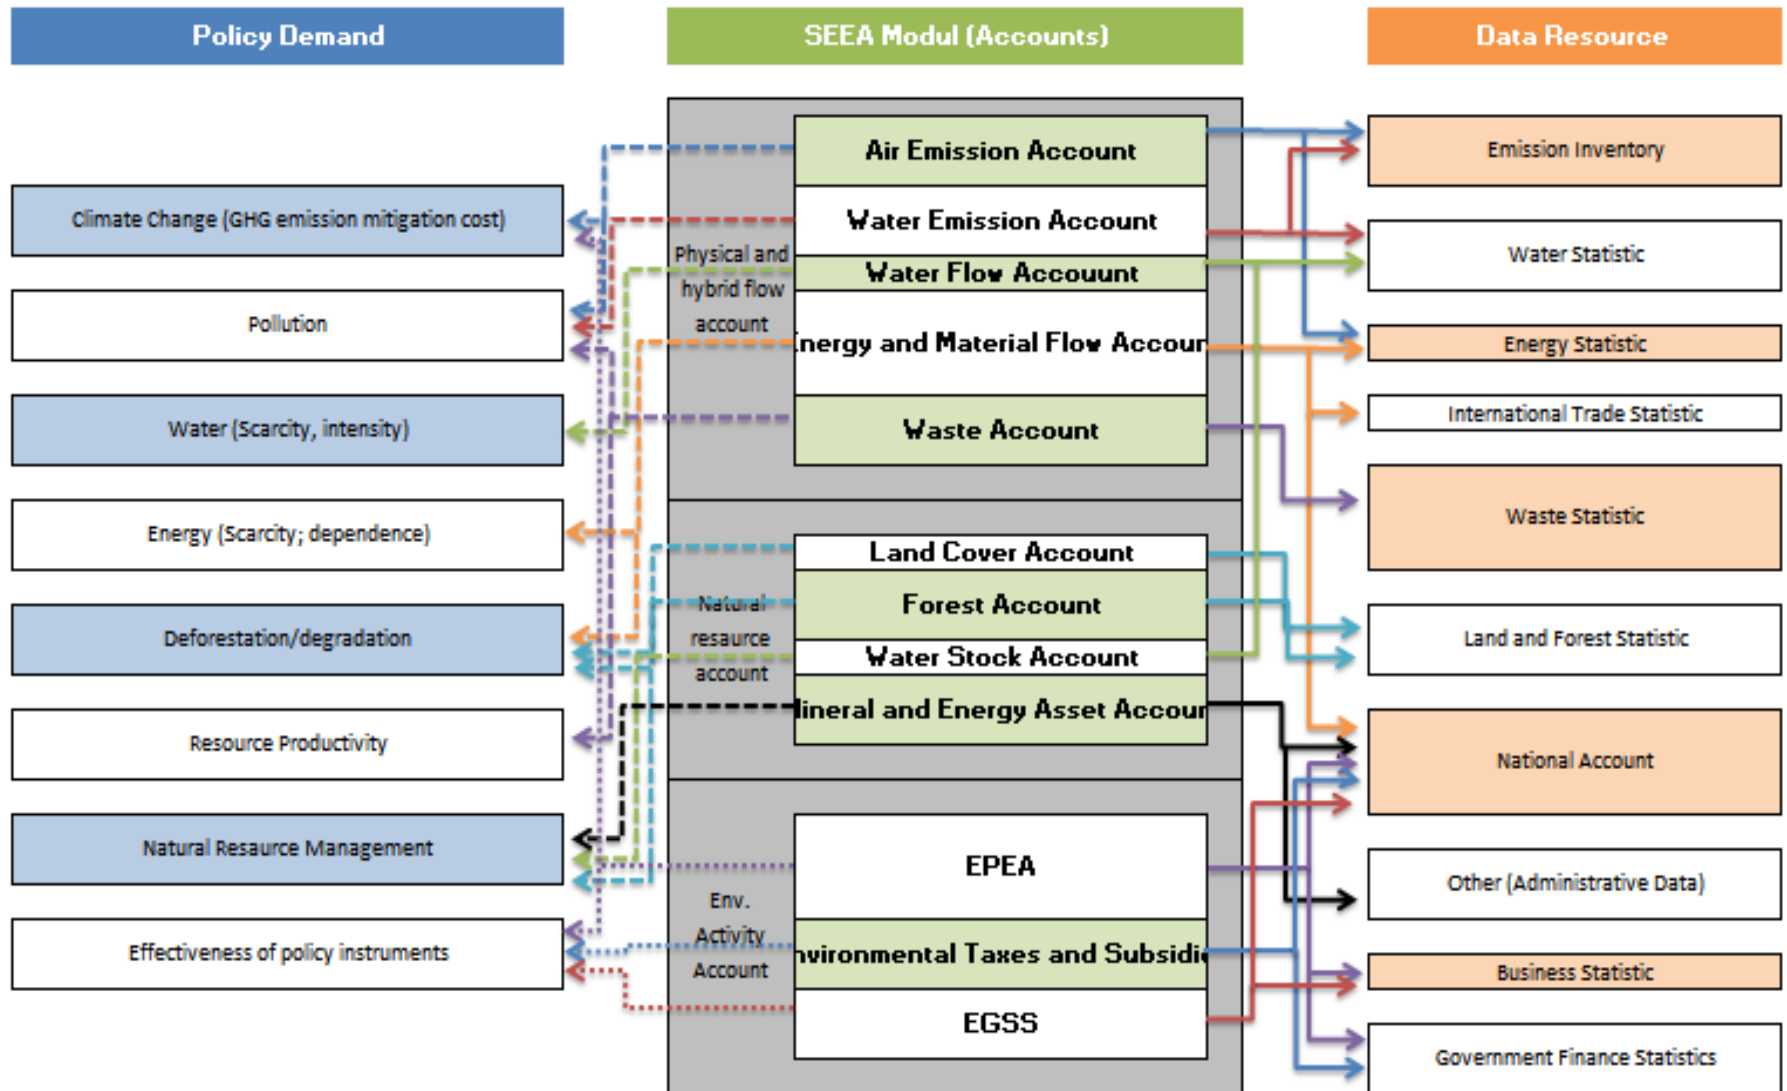 Policy Demand
SEEA Modul (Accounts)
Data Resource
Climate Change (GHG emission mitigation cost)
Pollution
Water (Scarcity, intensity)
Energy (Scarcity; dependence)
Deforestation/degradation
Resource Productivity
Natural Resaurce Management
Effectiveness of policy instruments
Physical and
hybrid flow
account
Air Emission Account
Water Emission Account
Water Flow Accouunt
nergy and Material Flow Accour
Waste Account
Natural
resaurce
account
Land Cover Account
Forest Account
Water Stock Account
lineral and Energy Asset Accour
Env.
Activity
Account
EPEA
nvironmental Taxes and Subsidie
EGSS
Emission Inventory
Water Statistic
Energy Statistic
International Trade Statistic
Waste Statistic
Land and Forest Statistic
National Account
Other (Administrative Data)
Business Statistic
Government Finance Statistics